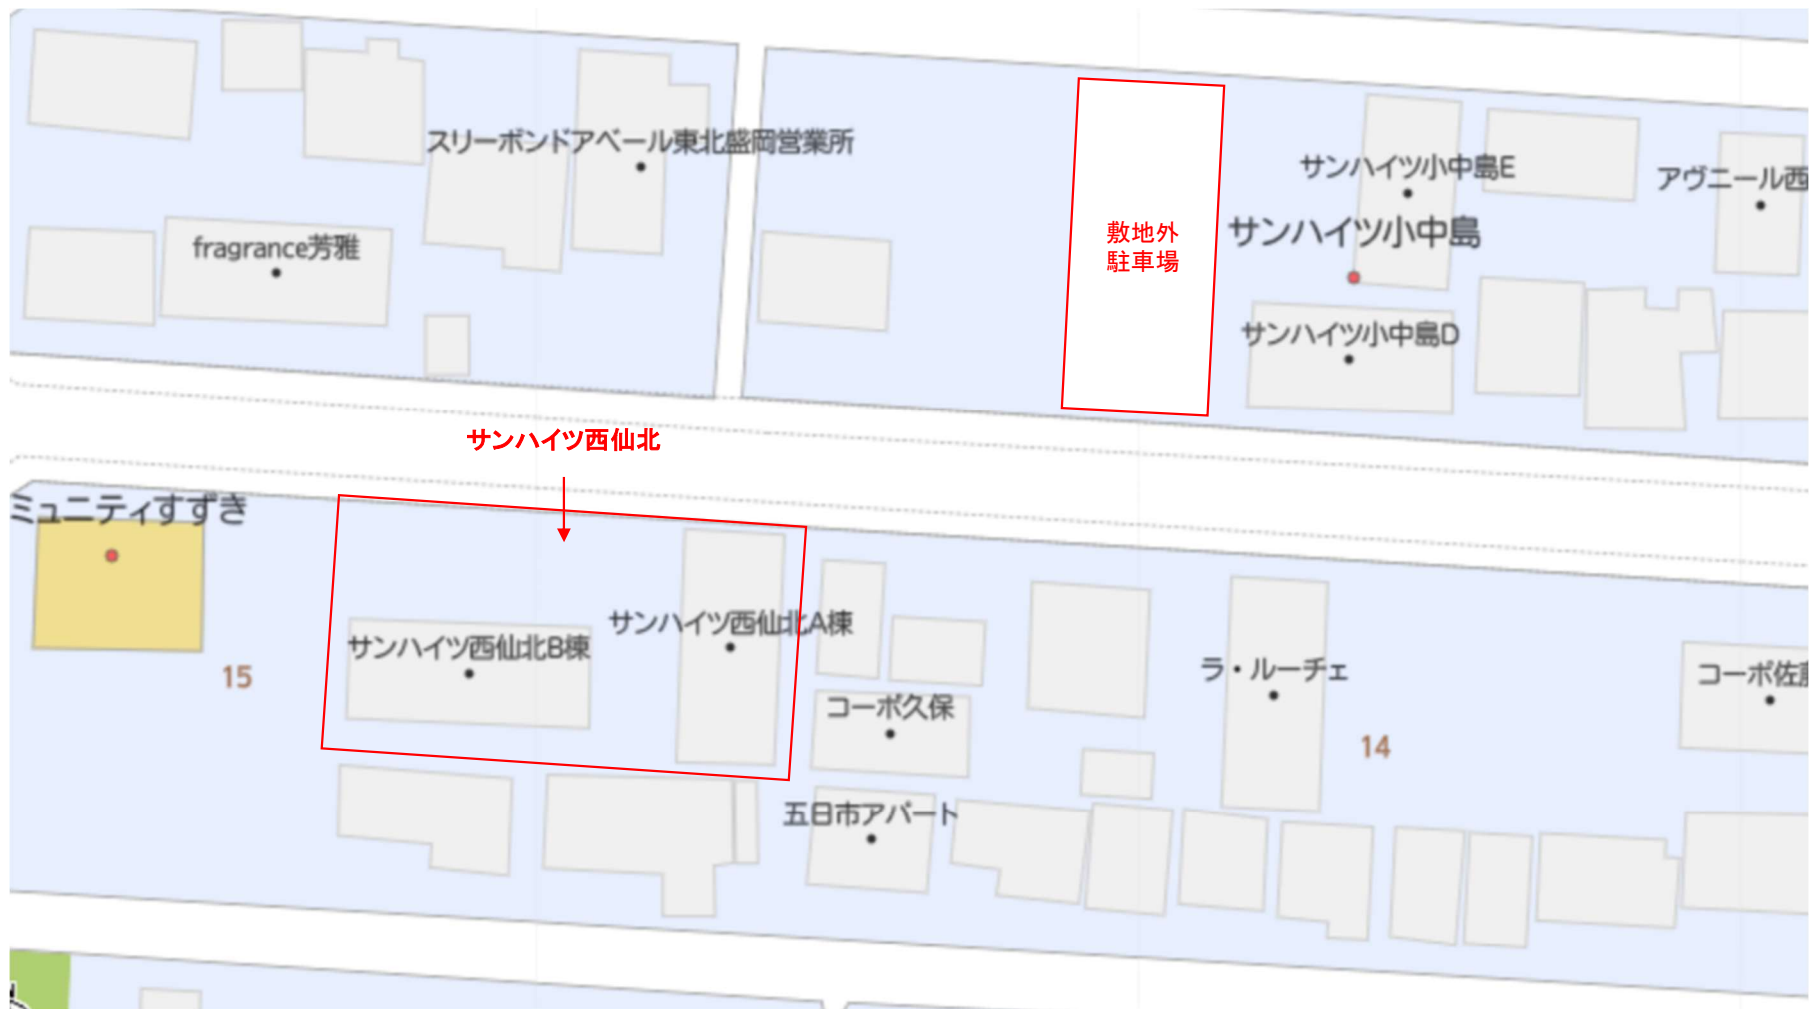 スリーボンドアベール東北盛岡営業所
サンハイツ小中島E
アヴニール西
fragrance芳雅
敷地外
駐車場
サンハイツ小中島
サンハイツ小中島D
サンハイツ西仙北
ミュニティすずき
サンハイツ西仙北A棟
サンハイツ西仙北B棟
15
ラ・ルーチェ
コーポ佐
コーポ久保
14
五日市アパート